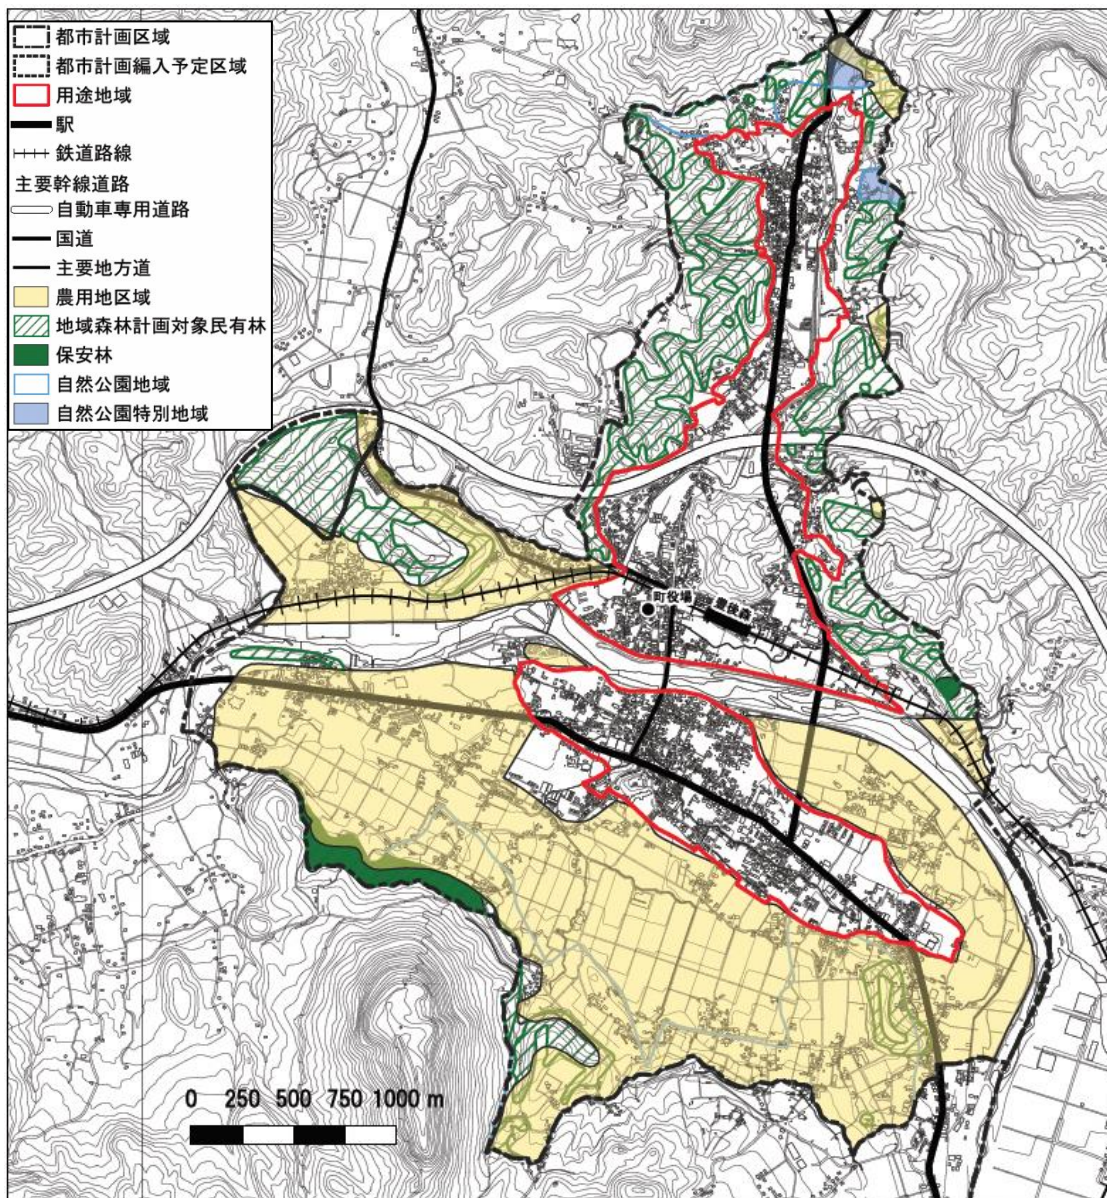 都市計画区域
都市計画編入予定区域
用途地域
駅
鉄道路線
主要幹線道路
自動車専用道路
国道
主要地方道
農用地区域
地域森林計画対象民有林
保安林
自然公園地域
自然公園特別地域
町役場
豊後森
0 250 500 750 1000 m